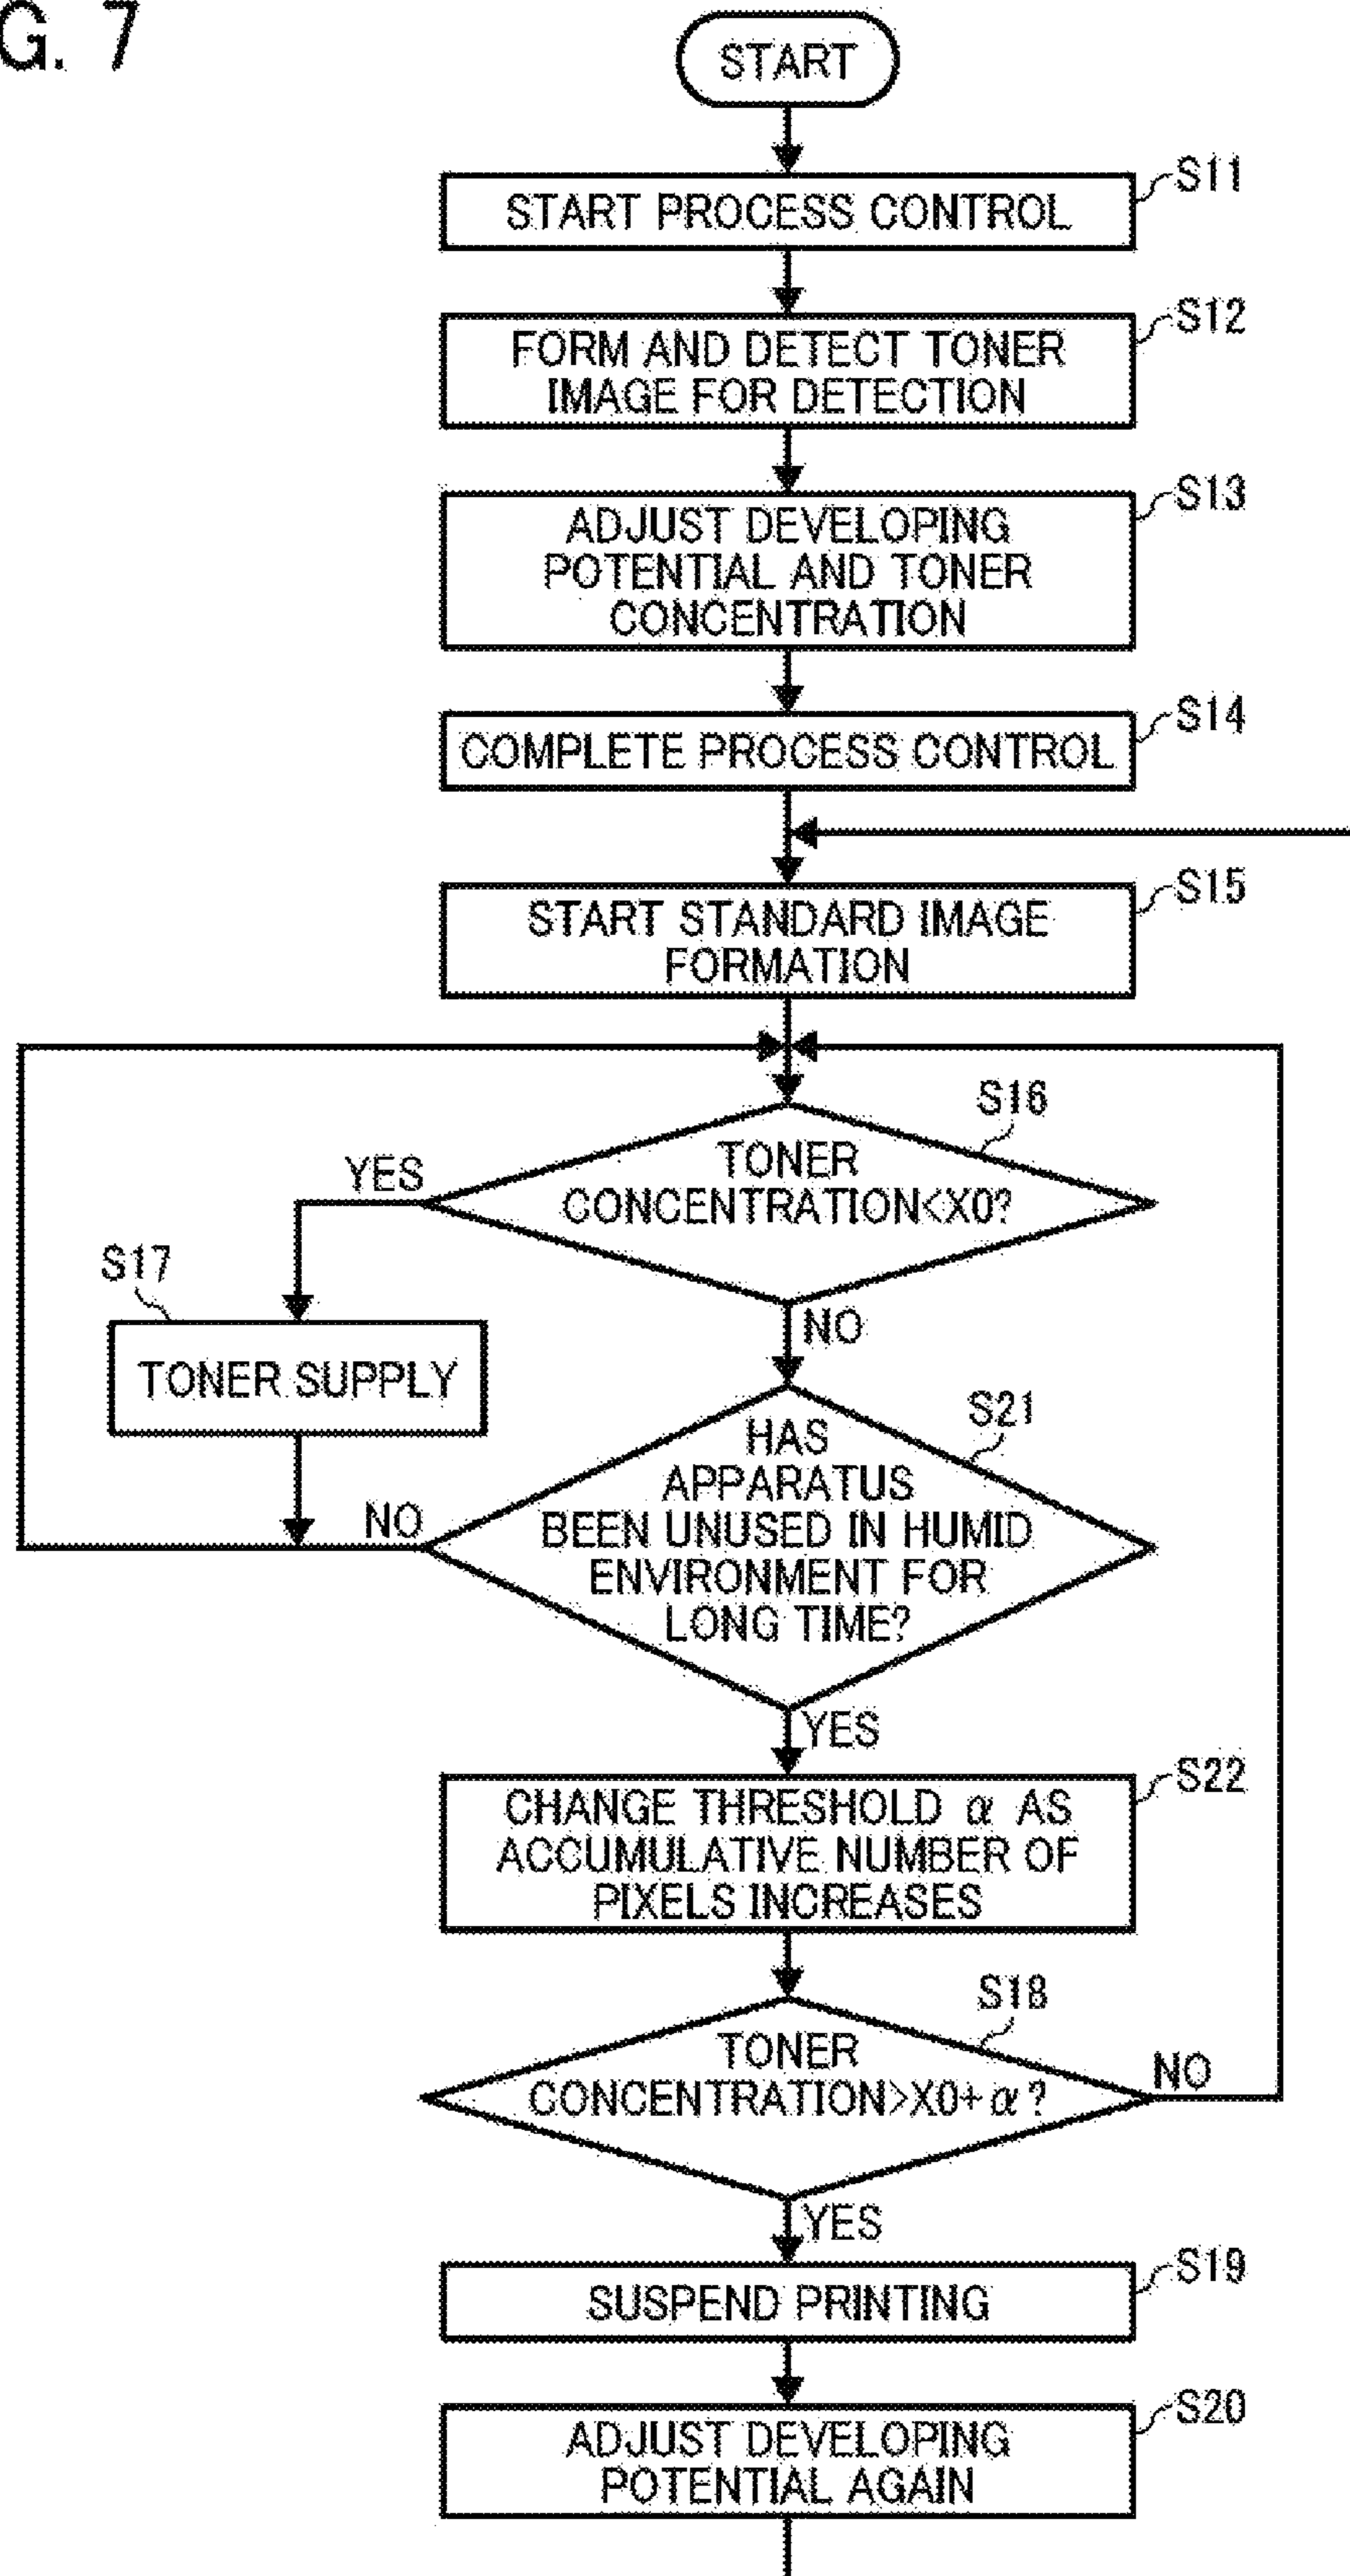 G. 7
START
S11
START PROCESS CONTROL
S12
FORM AND DETECT TONER
IMAGE FOR DETECTION
S13
ADJUST DEVELOPING
POTENTIAL AND TONER
CONCENTRATION
S14
COMPLETE PROCESS CONTROL
S15
START STANDARD IMAGE
FORMATION
S16
TONER
CONCENTRATION<X0?
YES
NO
S17
TONER SUPPLY
S21
HAS
APPARATUS
BEEN UNUSED IN HUMID
ENVIRONMENT FOR
LONG TIME?
NO
YES
S22
CHANGE THRESHOLD α AS
ACCUMULATIVE NUMBER OF
PIXELS INCREASES
S18
TONER
CONCENTRATION>X0+α?
NO
YES
S19
SUSPEND PRINTING
S20
ADJUST DEVELOPING
POTENTIAL AGAIN